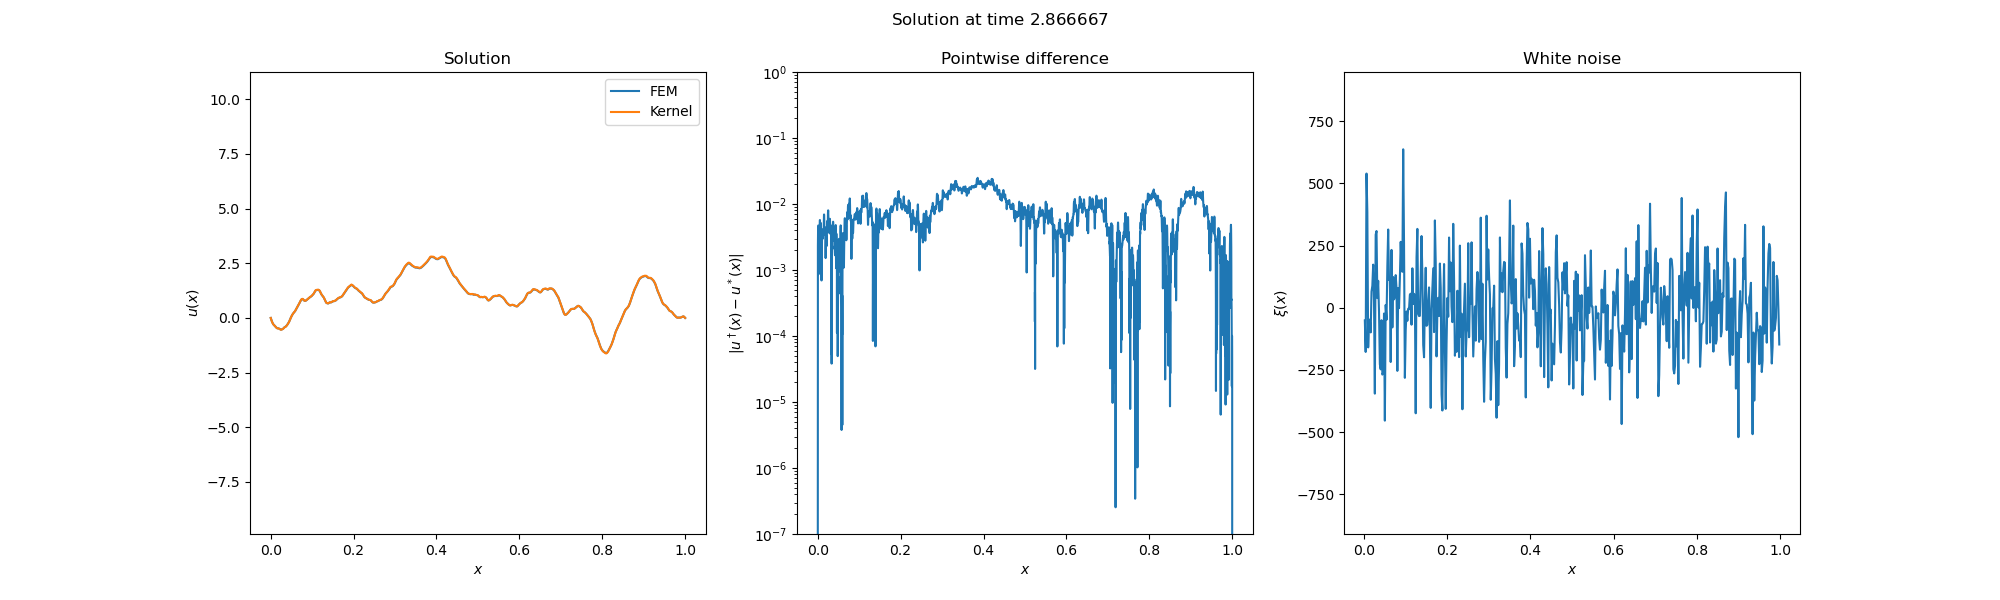 Solution at time 2.866667
Solution
FEM
Kernel
10.0
7.5
5.0
2.5
0.0
−2.5
−5.0
−7.5
u(x)
0.0 0.2 0.4 0.6 0.8 1.0
x
Pointwise difference
10⁰
10⁻¹
10⁻²
10⁻³
10⁻⁴
10⁻⁵
10⁻⁶
10⁻⁷
|u†(x) − u*(x)|
0.0 0.2 0.4 0.6 0.8 1.0
x
White noise
750
500
250
0
−250
−500
−750
ξ(x)
0.0 0.2 0.4 0.6 0.8 1.0
x